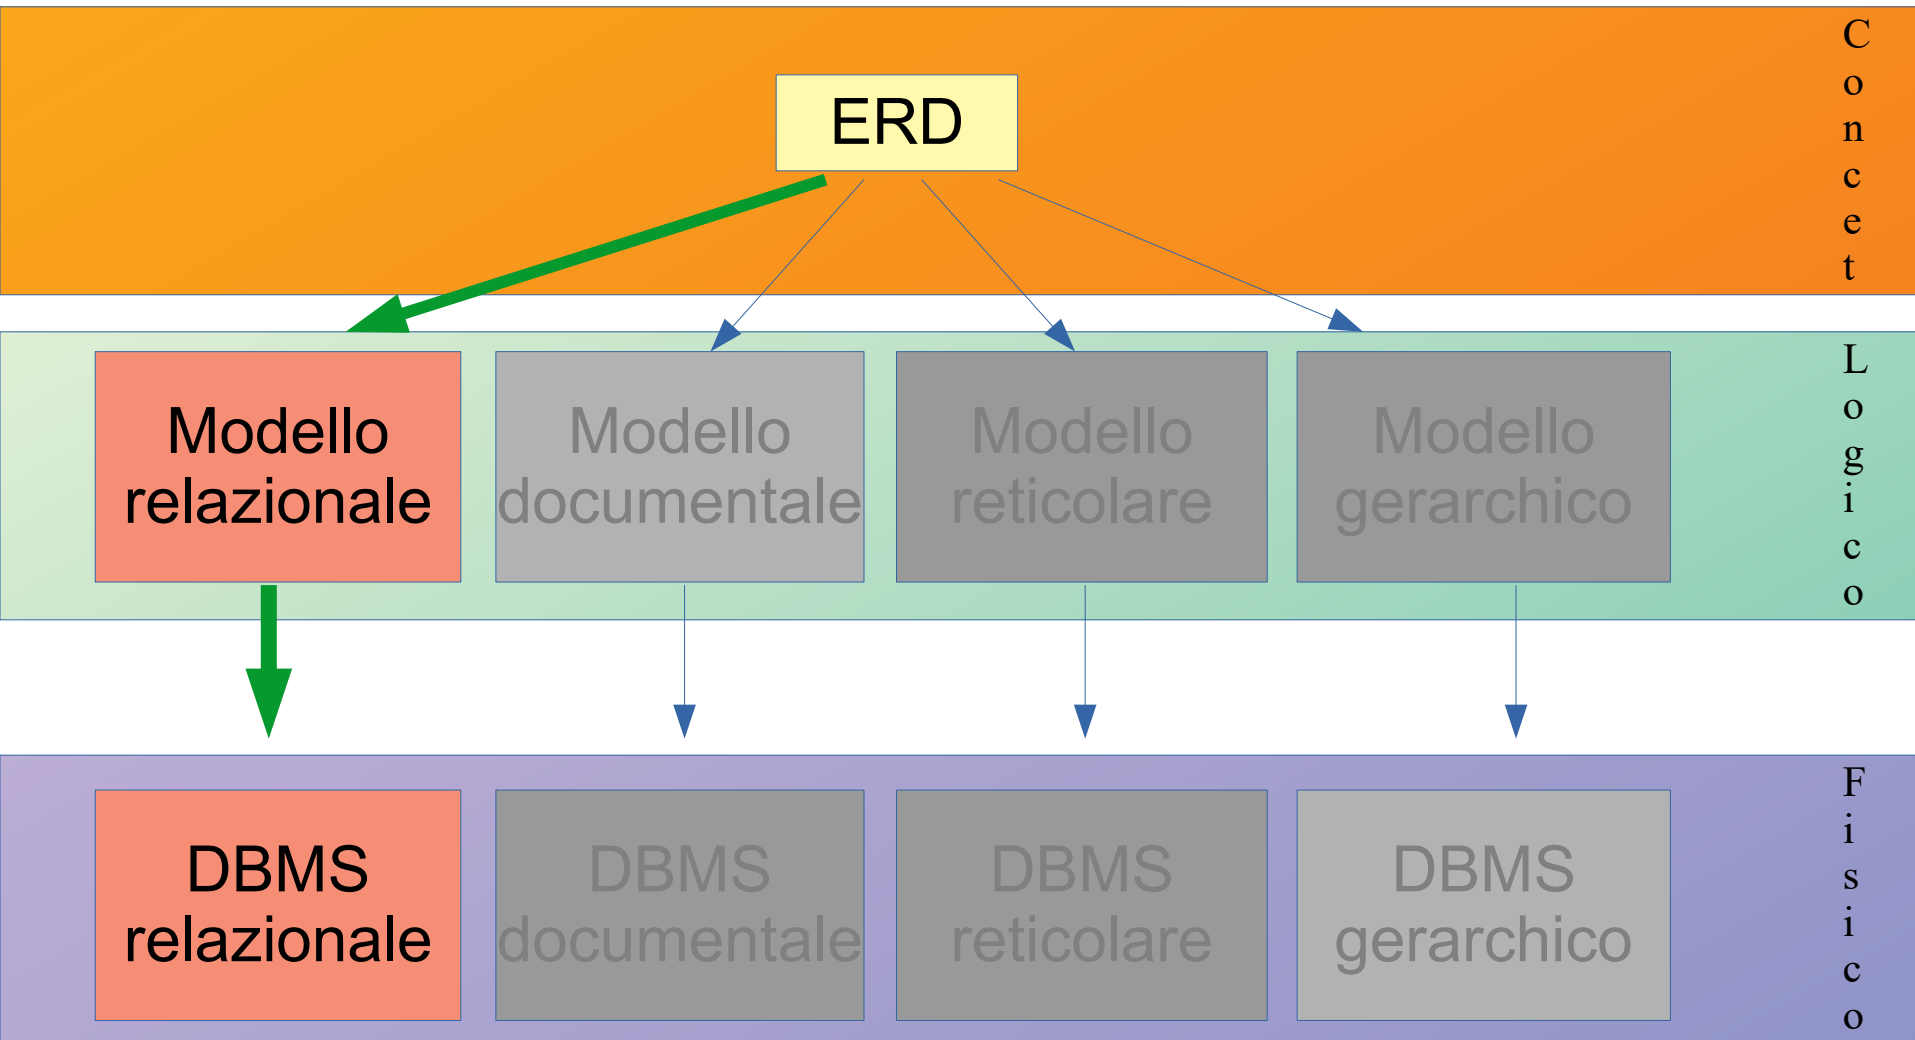 Concet
ERD
Logico
Modello
relazionale
Modello
documentale
Modello
reticolare
Modello
gerarchico
Fisico
DBMS
relazionale
DBMS
documentale
DBMS
reticolare
DBMS
gerarchico